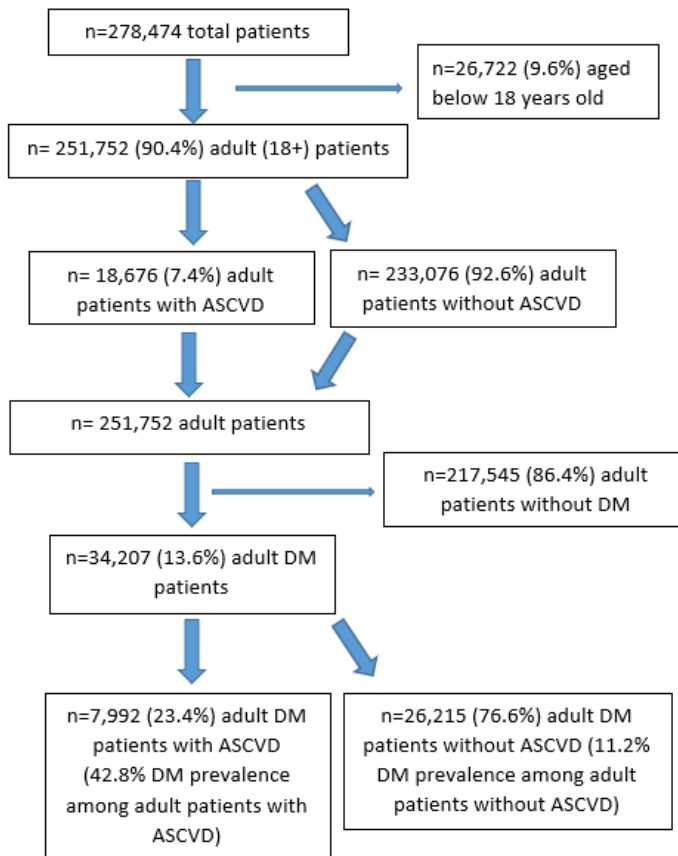 n=278,474 total patients
n=26,722 (9.6%) aged
below 18 years old
n= 251,752 (90.4%) adult (18+) patients
n= 18,676 (7.4%) adult
patients with ASCVD
n= 233,076 (92.6%) adult
patients without ASCVD
n= 251,752 adult patients
n=217,545 (86.4%) adult
patients without DM
n=34,207 (13.6%) adult DM
patients
n=7,992 (23.4%) adult DM
patients with ASCVD
(42.8% DM prevalence
among adult patients with
ASCVD)
n=26,215 (76.6%) adult DM
patients without ASCVD (11.2%
DM prevalence among adult
patients without ASCVD)